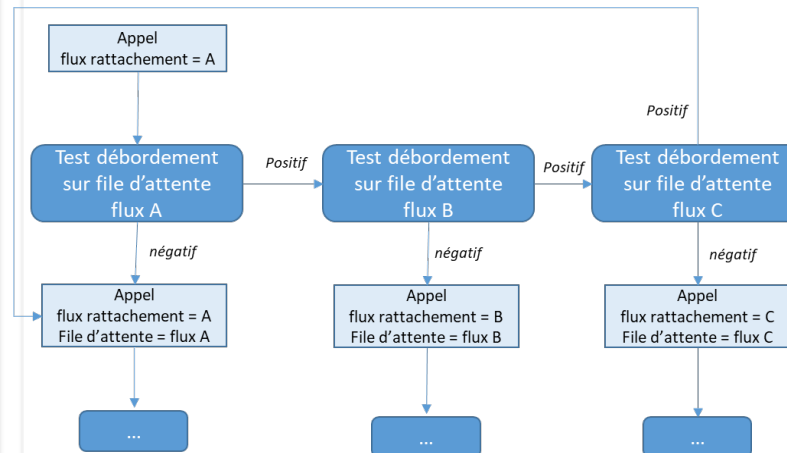 Appel
flux rattachement = A
Positif
Test débordement
sur file d'attente
flux A
Positif
Test débordement
sur file d'attente
flux B
Positif
Test débordement
sur file d'attente
flux C
négatif
négatif
négatif
Appel
flux rattachement = A
File d'attente = flux A
Appel
flux rattachement = B
File d'attente = flux B
Appel
flux rattachement = C
File d'attente = flux C
...
...
...